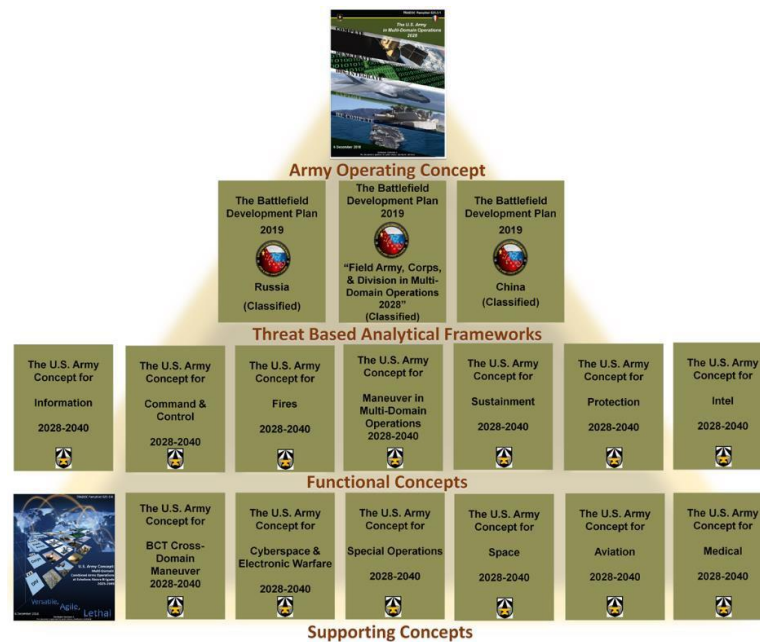 The U.S. Army
in Multi-Domain Operations
2028
Army Operating Concept
The Battlefield
Development Plan
2019
Russia
(Classified)
The Battlefield
Development Plan
2019
“Field Army, Corps,
& Division in Multi-
Domain Operations
2028”
(Classified)
The Battlefield
Development Plan
2019
China
(Classified)
Threat Based Analytical Frameworks
The U.S. Army
Concept for
Information
2028-2040
The U.S. Army
Concept for
Command &
Control
2028-2040
The U.S. Army
Concept for
Fires
2028-2040
The U.S. Army
Concept for
Maneuver in
Multi-Domain
Operations
2028-2040
The U.S. Army
Concept for
Sustainment
2028-2040
The U.S. Army
Concept for
Protection
2028-2040
The U.S. Army
Concept for
Intel
2028-2040
Functional Concepts
Versatile,
Agile,
Lethal
The U.S. Army
Concept for
BCT Cross-
Domain
Maneuver
2028-2040
The U.S. Army
Concept for
Cyberspace &
Electronic Warfare
2028-2040
The U.S. Army
Concept for
Special Operations
2028-2040
The U.S. Army
Concept for
Space
2028-2040
The U.S. Army
Concept for
Aviation
2028-2040
The U.S. Army
Concept for
Medical
2028-2040
Supporting Concepts